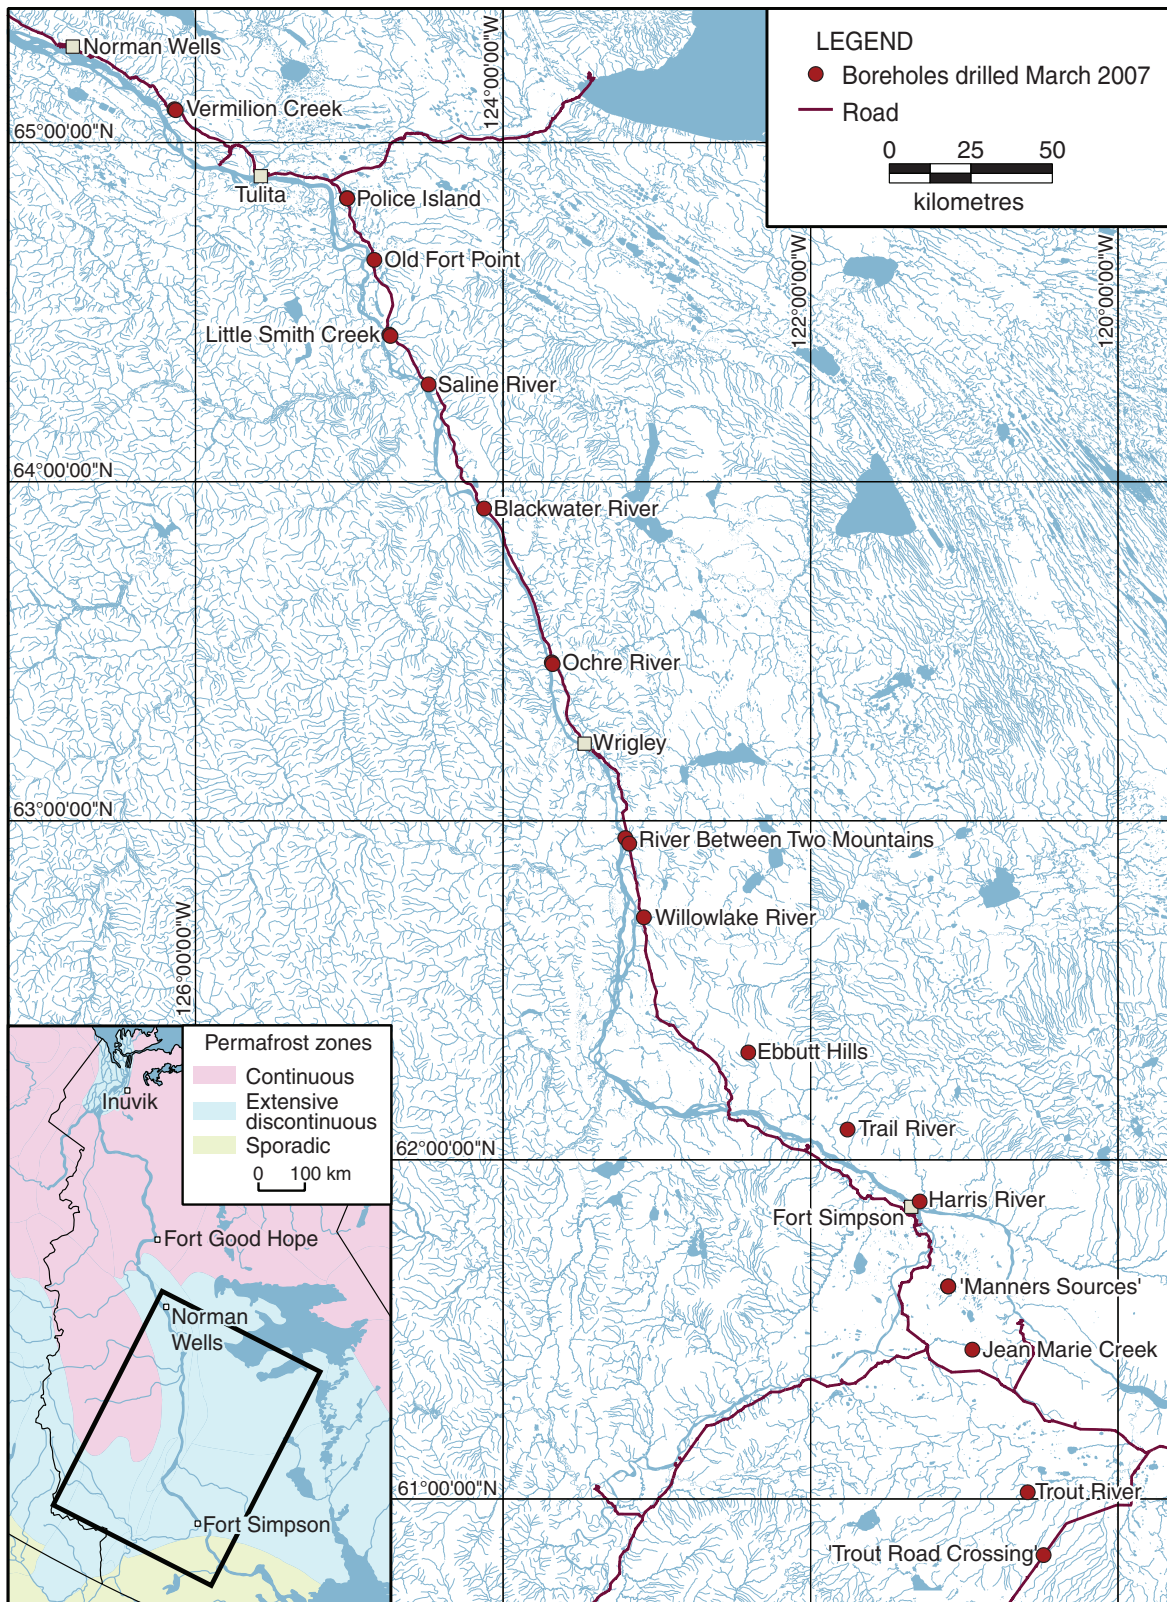 Norman Wells
Vermilion Creek
65°00'00"N
Tulita
124°00'00"W
LEGEND
Boreholes drilled March 2007
Road
0 25 50
kilometres
Police Island
Old Fort Point
122°00'00"W
120°00'00"W
Little Smith Creek
Saline River
64°00'00"N
Blackwater River
Ochre River
Wrigley
63°00'00"N
River Between Two Mountains
Willowlake River
126°00'00"W
Ebbutt Hills
Trail River
62°00'00"N
Harris River
Fort Simpson
'Manners Sources'
Jean Marie Creek
61°00'00"N
Trout River
'Trout Road Crossing'
Permafrost zones
Continuous
Extensive
discontinuous
Sporadic
0 100 km
Inuvik
Fort Good Hope
Norman
Wells
Fort Simpson